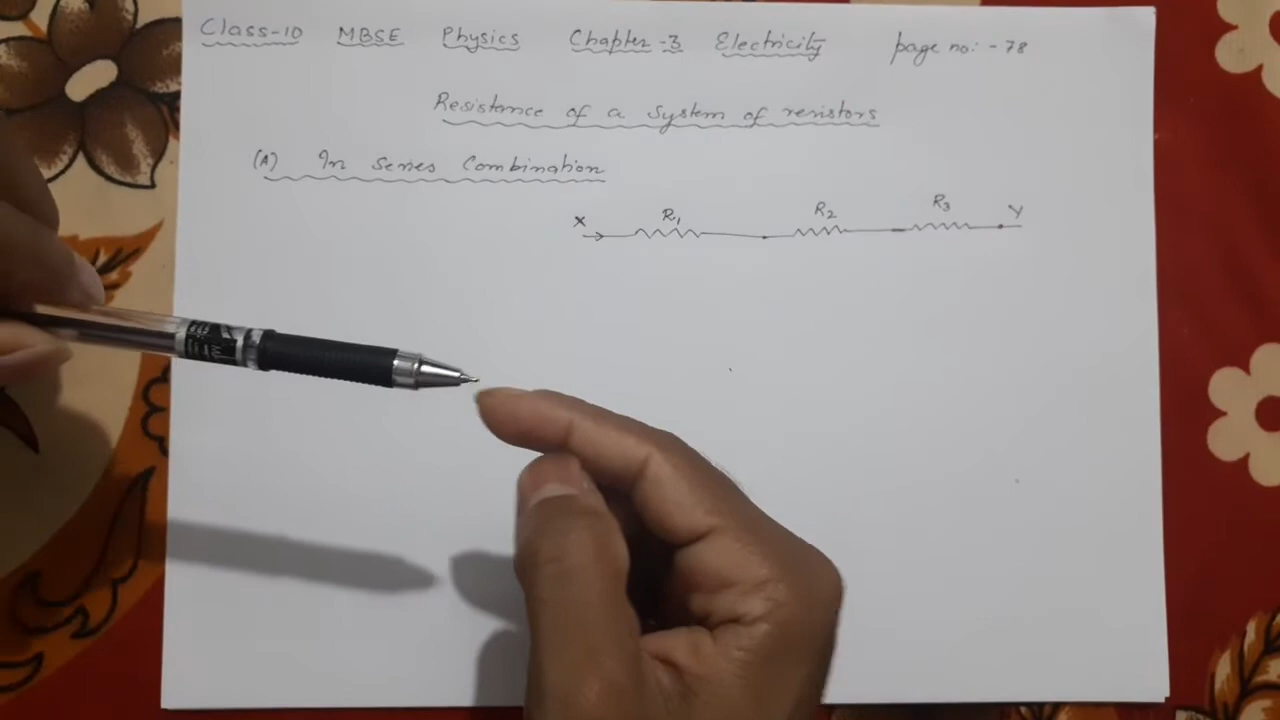 Class-10 MBSE Physics Chapter-3 Electricity page no:-78
Resistance of a system of resistors
(A) In series Combination
X R1 R2 R3 Y